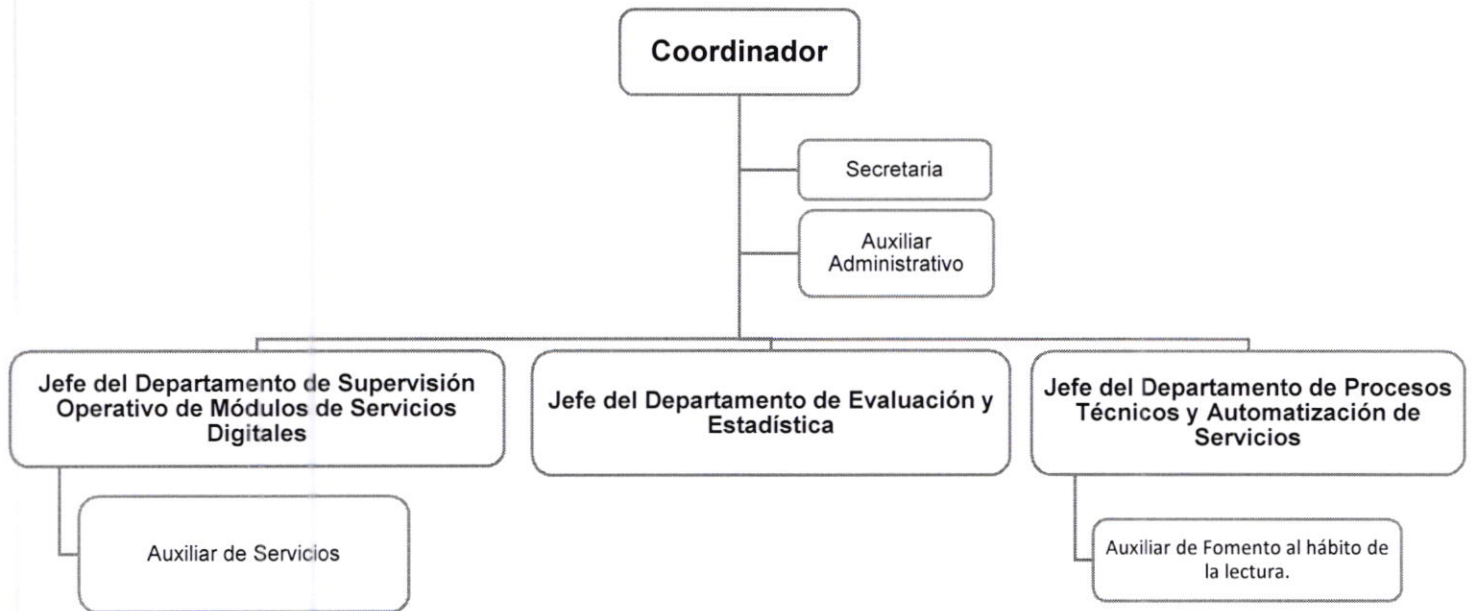 Coordinador
Secretaria
Auxiliar
Administrativo
Jefe del Departamento de Supervisión
Operativo de Módulos de Servicios
Digitales
Jefe del Departamento de Evaluación y
Estadística
Jefe del Departamento de Procesos
Técnicos y Automatización de
Servicios
Auxiliar de Servicios
Auxiliar de Fomento al hábito de
la lectura.